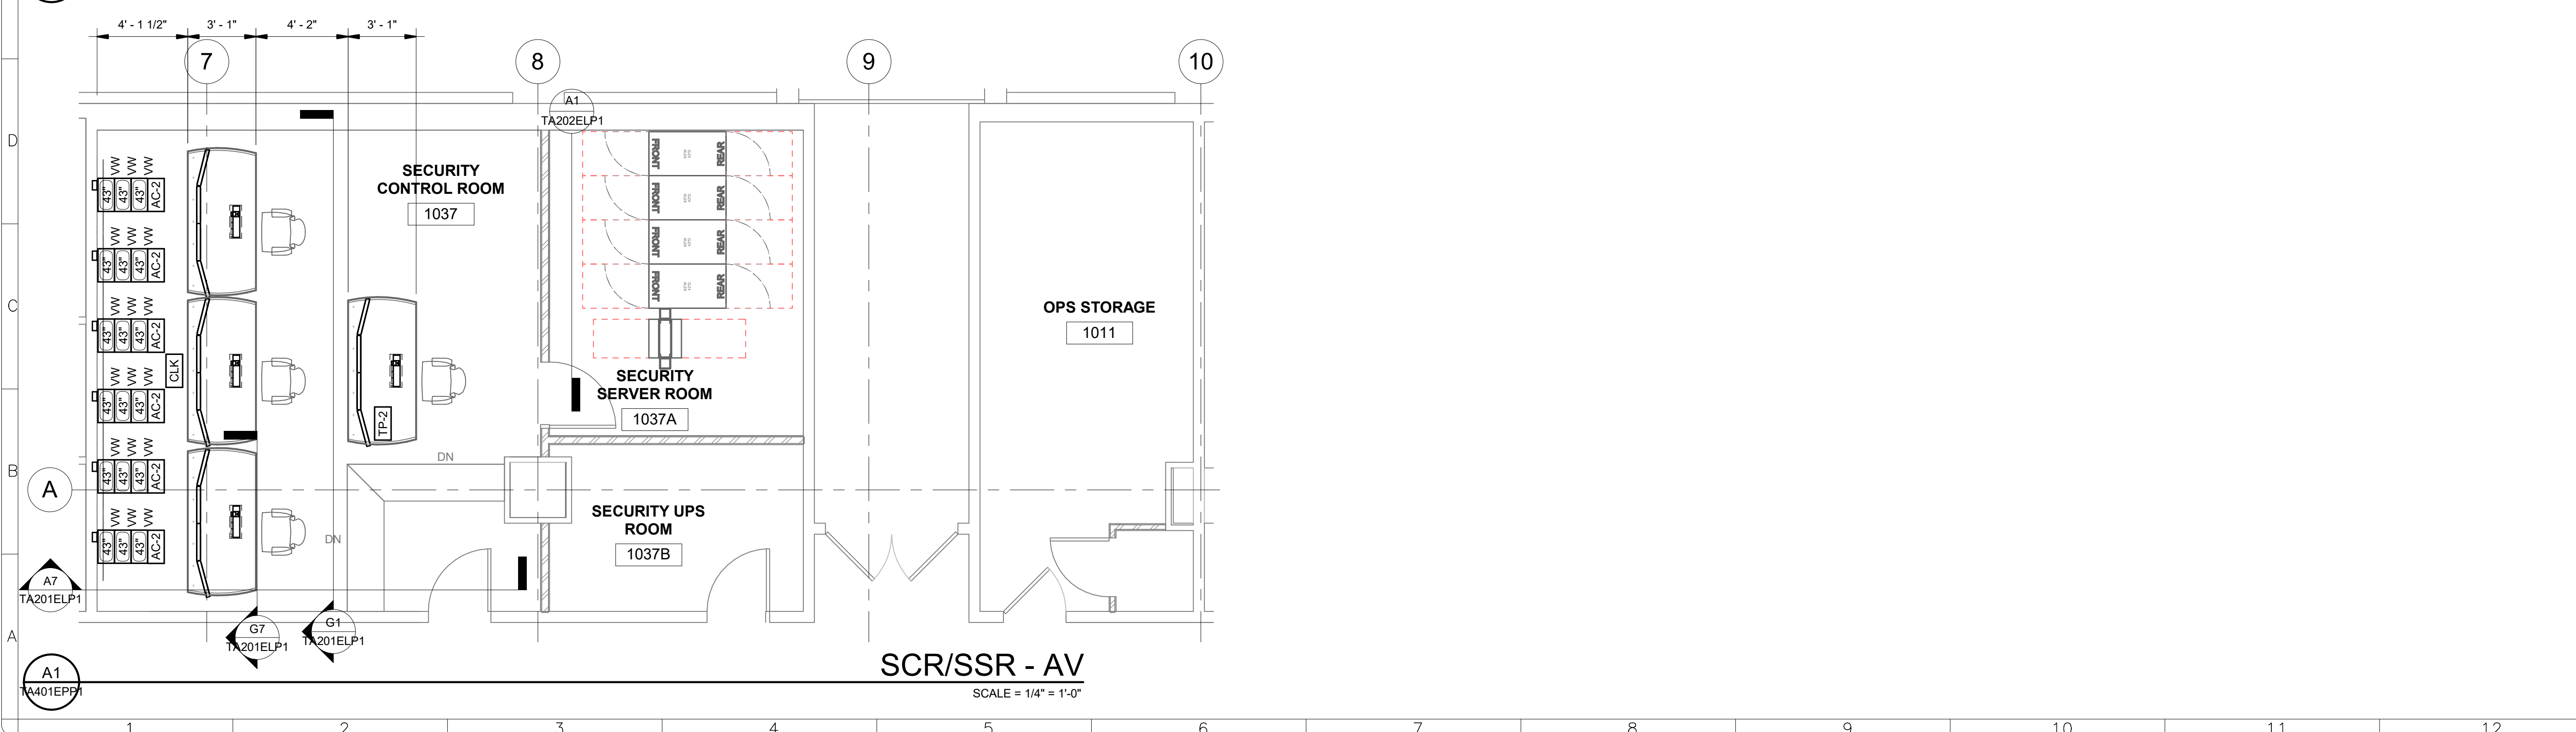 4' - 1 1/2" 3' - 1" 4' - 2" 3' - 1"
7 8 9 10
A1
TA202ELP1
D
C
B
A
SECURITY
CONTROL ROOM
1037
VW VW VW
43" 43" 43" AC-2
VW VW VW
43" 43" 43" AC-2
VW VW VW
43" 43" 43" AC-2
CLK
VW VW VW
43" 43" 43" AC-2
VW VW VW
43" 43" 43" AC-2
VW VW VW
43" 43" 43" AC-2
TP-2
FRONT REAR
FRONT REAR
FRONT REAR
FRONT REAR
SECURITY
SERVER ROOM
1037A
OPS STORAGE
1011
DN
A
SECURITY UPS
ROOM
1037B
DN
A7
TA201ELP1
G7
TA201ELP1
G1
TA201ELP1
A1
TA401EPP1
SCR/SSR - AV
SCALE = 1/4" = 1'-0"
1 2 3 4 5 6 7 8 9 10 11 12